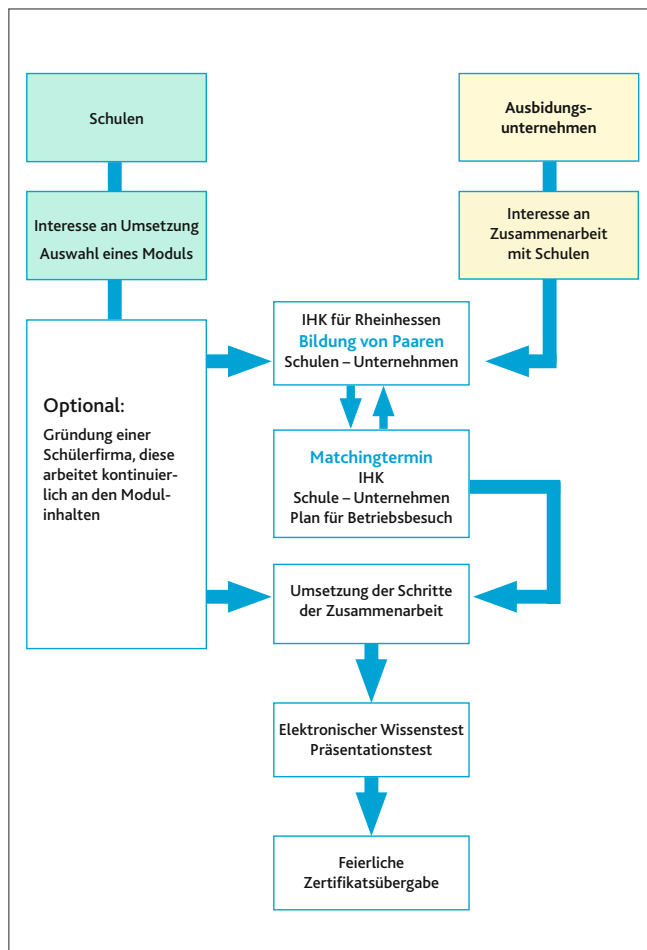 Schulen
Interesse an Umsetzung
Auswahl eines Moduls
Optional:
Gründung einer
Schülerfirma, diese
arbeitet kontinuier-
lich an den Modul-
inhalten
Ausbidungs-
unternehmen
Interesse an
Zusammenarbeit
mit Schulen
IHK für Rheinhessen
Bildung von Paaren
Schulen – Unternehnmen
Matchingtermin
IHK
Schule – Unternehmen
Plan für Betriebsbesuch
Umsetzung der Schritte
der Zusammenarbeit
Elektronischer Wissenstest
Präsentationstest
Feierliche
Zertifikatsübergabe